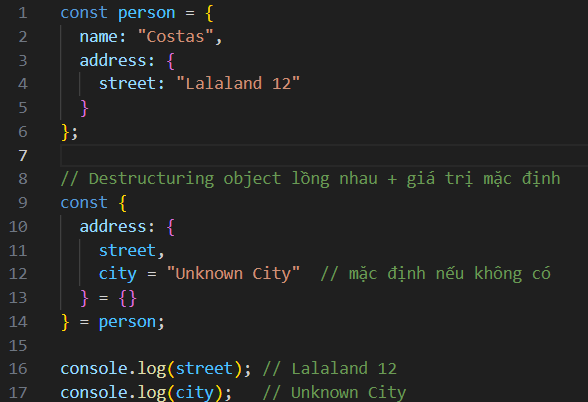 1 const person = {
2   name: "Costas",
3   address: {
4     street: "Lalaland 12"
5   }
6 };
7
8 // Destructuring object lồng nhau + giá trị mặc định
9 const {
10   address: {
11     street,
12     city = "Unknown City"  // mặc định nếu không có
13   } = {}
14 } = person;
15
16 console.log(street); // Lalaland 12
17 console.log(city);   // Unknown City